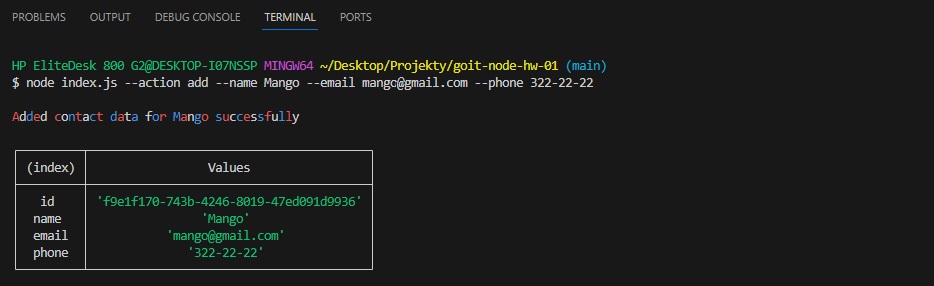 PROBLEMS OUTPUT DEBUG CONSOLE TERMINAL PORTS
HP EliteDesk 800 G2@DESKTOP-I07NSSP MINGW64 ~/Desktop/Projekty/goit-node-hw-01 (main)
$ node index.js --action add --name Mango --email mango@gmail.com --phone 322-22-22
Added contact data for Mango successfully
(index) Values
id 'f9e1f170-743b-4246-8019-47ed091d9936'
name 'Mango'
email 'mango@gmail.com'
phone '322-22-22'